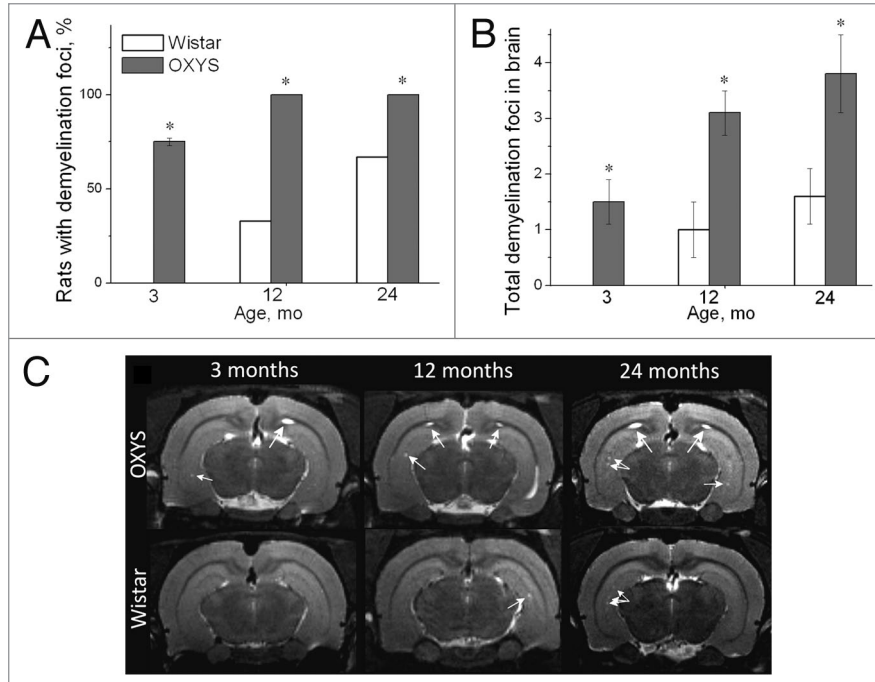 A
Rats with demyelination foci, %
Wistar
OXYS
100
50
0
*
*
*
3
12
24
Age, mo
B
Total demyelination foci in brain
4
3
2
1
0
*
*
*
3
12
24
Age, mo
C
3 months
12 months
24 months
OXYS
Wistar